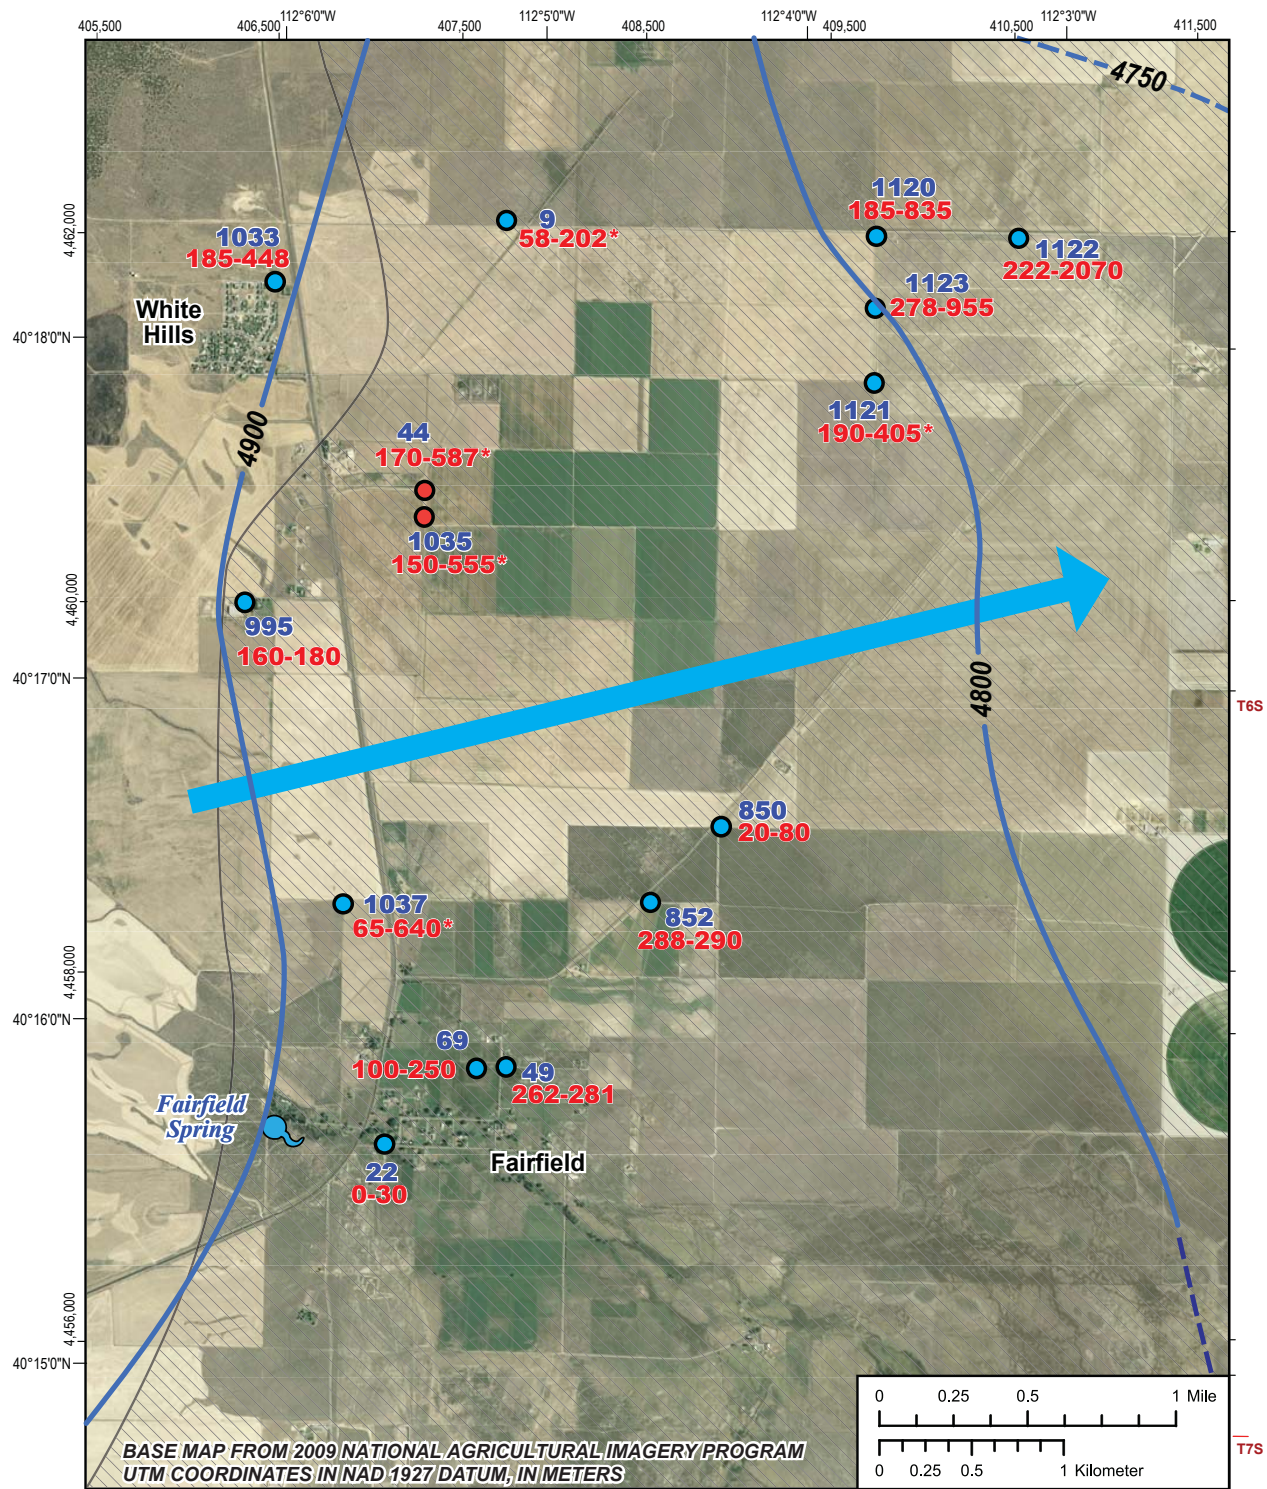 405,500
406,500
112°6'0"W
407,500
112°5'0"W
408,500
112°4'0"W
409,500
410,500
112°3'0"W
411,500
4750
4,462,000
1120
185-835
9
58-202*
1033
185-448
1122
222-2070
1123
278-955
White
Hills
40°18'0"N
4900
1121
190-405*
44
170-587*
1035
150-555*
4,460,000
995
160-180
40°17'0"N
4800
T6S
850
20-80
1037
65-640*
852
288-290
4,458,000
40°16'0"N
69
100-250
49
262-281
Fairfield
Spring
22
0-30
Fairfield
4,456,000
40°15'0"N
0 0.25 0.5 1 Mile
0 0.25 0.5 1 Kilometer
BASE MAP FROM 2009 NATIONAL AGRICULTURAL IMAGERY PROGRAM
UTM COORDINATES IN NAD 1927 DATUM, IN METERS
T7S